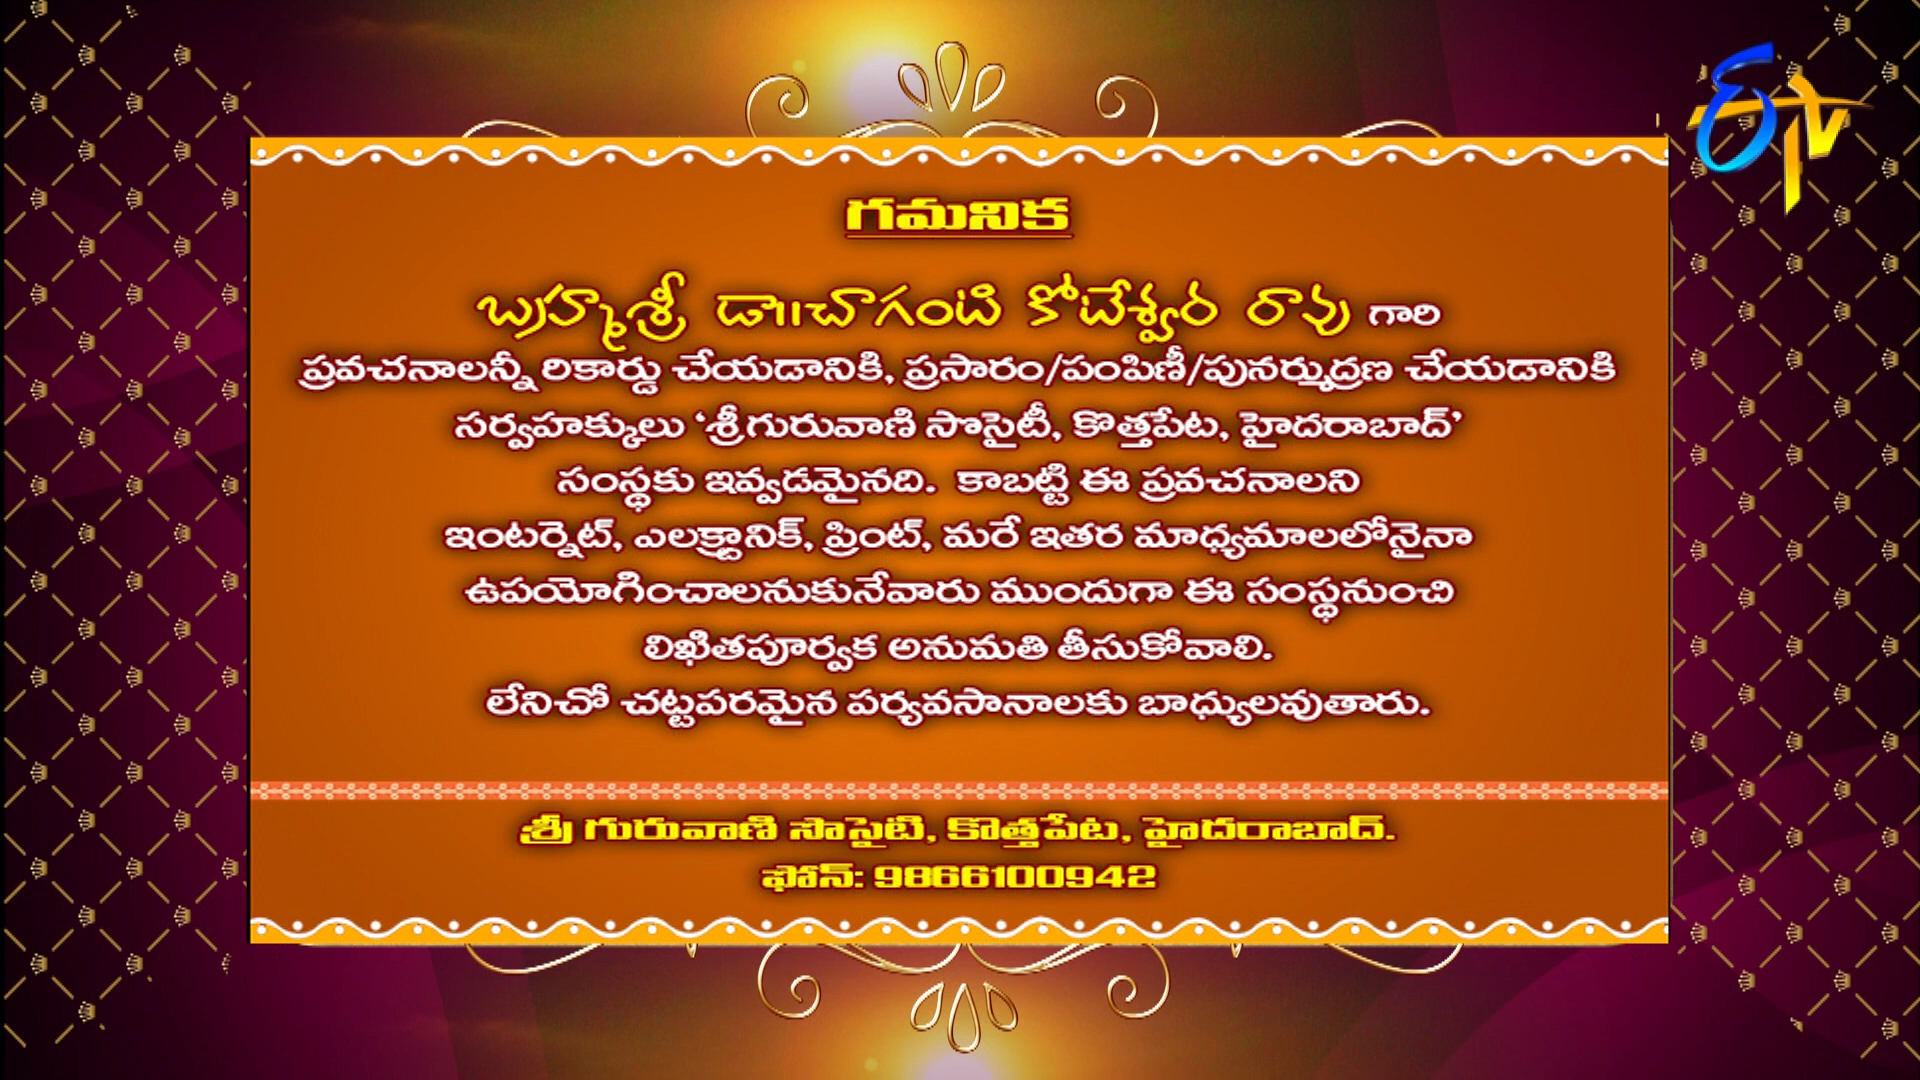 ETV
గమనిక
బ్రహ్మశ్రీ డా॥చాగంటి కోటేశ్వర రావు గారి
ప్రవచనాలన్నీ రికార్డు చేయడానికి, ప్రసారం/పంపిణీ/పునర్ముద్రణ చేయడానికి
సర్వహక్కులు ‘శ్రీగురువాణి సొసైటీ, కొత్తపేట, హైదరాబాద్’
సంస్థకు ఇవ్వడమైనది. కాబట్టి ఈ ప్రవచనాలని
ఇంటర్నెట్, ఎలక్ట్రానిక్, ప్రింట్, మరే ఇతర మాధ్యమాలలోనైనా
ఉపయోగించాలనుకునేవారు ముందుగా ఈ సంస్థనుంచి
లిఖితపూర్వక అనుమతి తీసుకోవాలి.
లేనిచో చట్టపరమైన పర్యవసానాలకు బాధ్యులవుతారు.
శ్రీ గురువాణి సొసైటి, కొత్తపేట, హైదరాబాద్.
ఫోన్: 9866100942